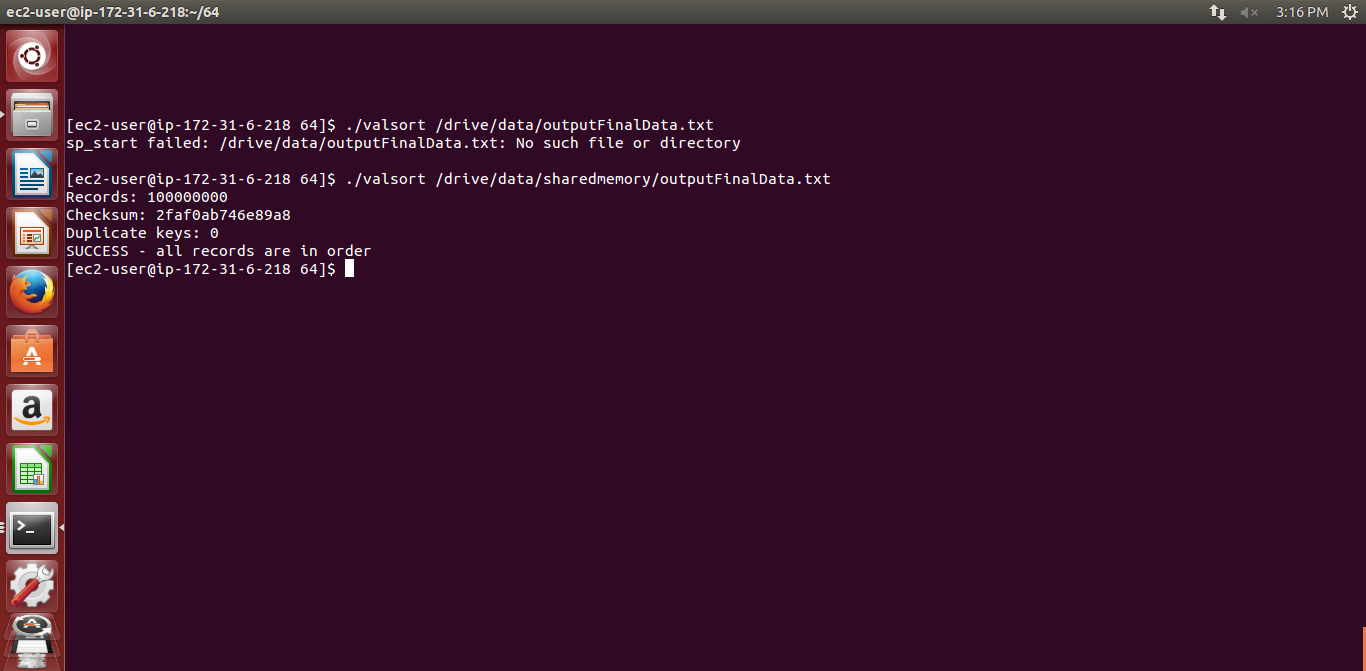 ec2-user@ip-172-31-6-218:~/64
3:16 PM
[ec2-user@ip-172-31-6-218 64]$ ./valsort /drive/data/outputFinalData.txt
sp_start failed: /drive/data/outputFinalData.txt: No such file or directory
[ec2-user@ip-172-31-6-218 64]$ ./valsort /drive/data/sharedmemory/outputFinalData.txt
Records: 100000000
Checksum: 2faf0ab746e89a8
Duplicate keys: 0
SUCCESS - all records are in order
[ec2-user@ip-172-31-6-218 64]$